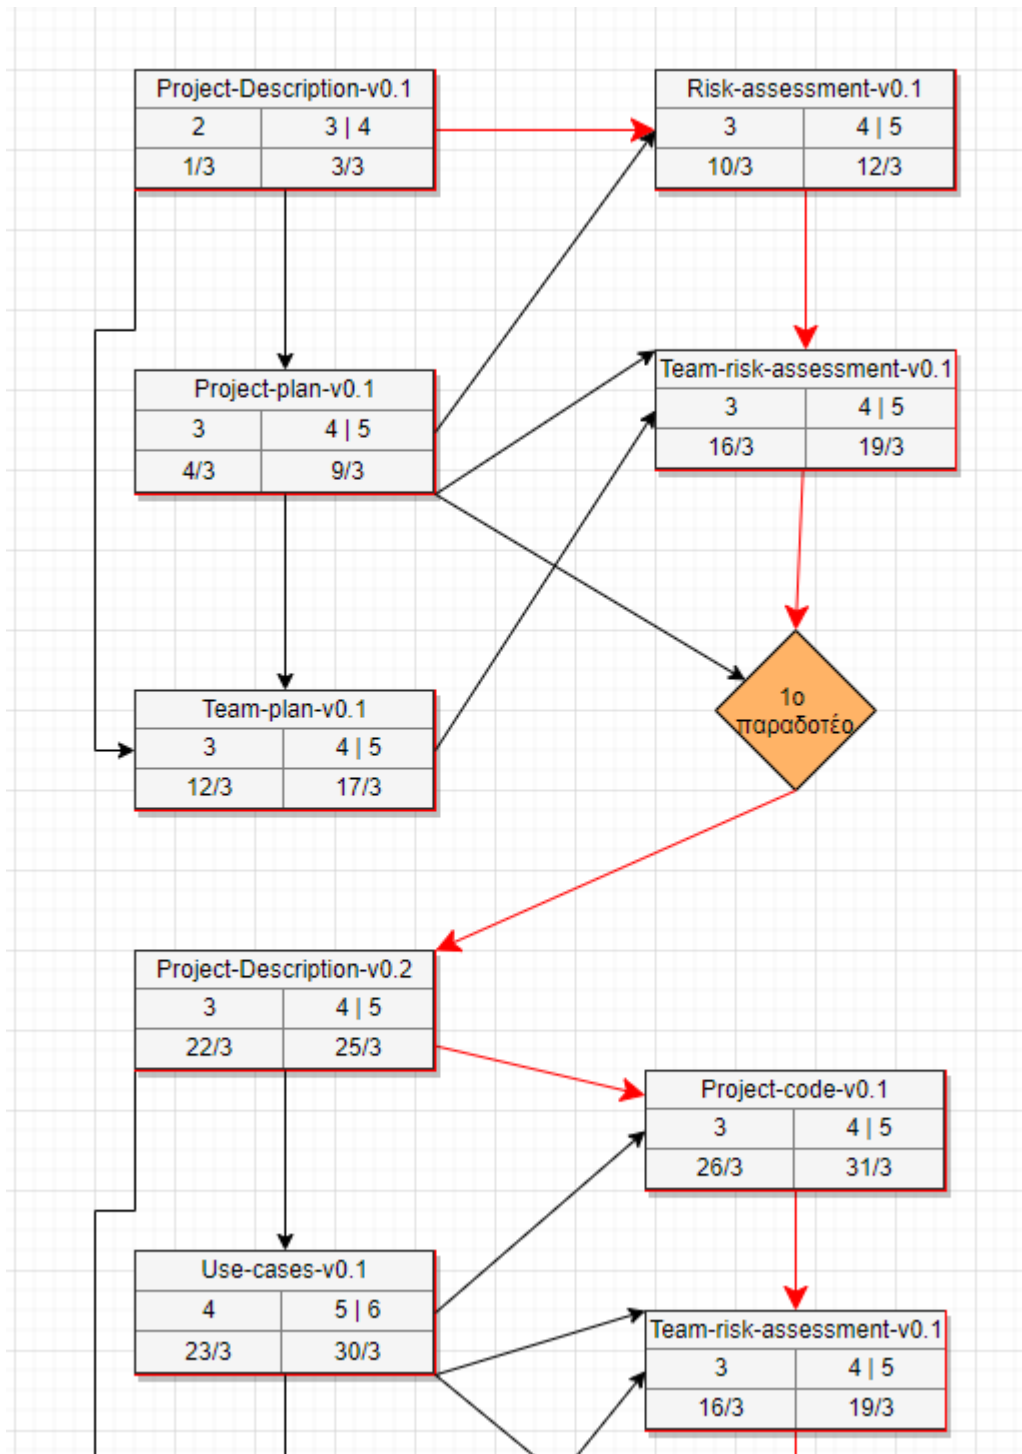 Project-Description-v0.1
2 3 | 4
1/3 3/3
Risk-assessment-v0.1
3 4 | 5
10/3 12/3
Project-plan-v0.1
3 4 | 5
4/3 9/3
Team-risk-assessment-v0.1
3 4 | 5
16/3 19/3
Team-plan-v0.1
3 4 | 5
12/3 17/3
1ο
παραδοτέο
Project-Description-v0.2
3 4 | 5
22/3 25/3
Project-code-v0.1
3 4 | 5
26/3 31/3
Use-cases-v0.1
4 5 | 6
23/3 30/3
Team-risk-assessment-v0.1
3 4 | 5
16/3 19/3